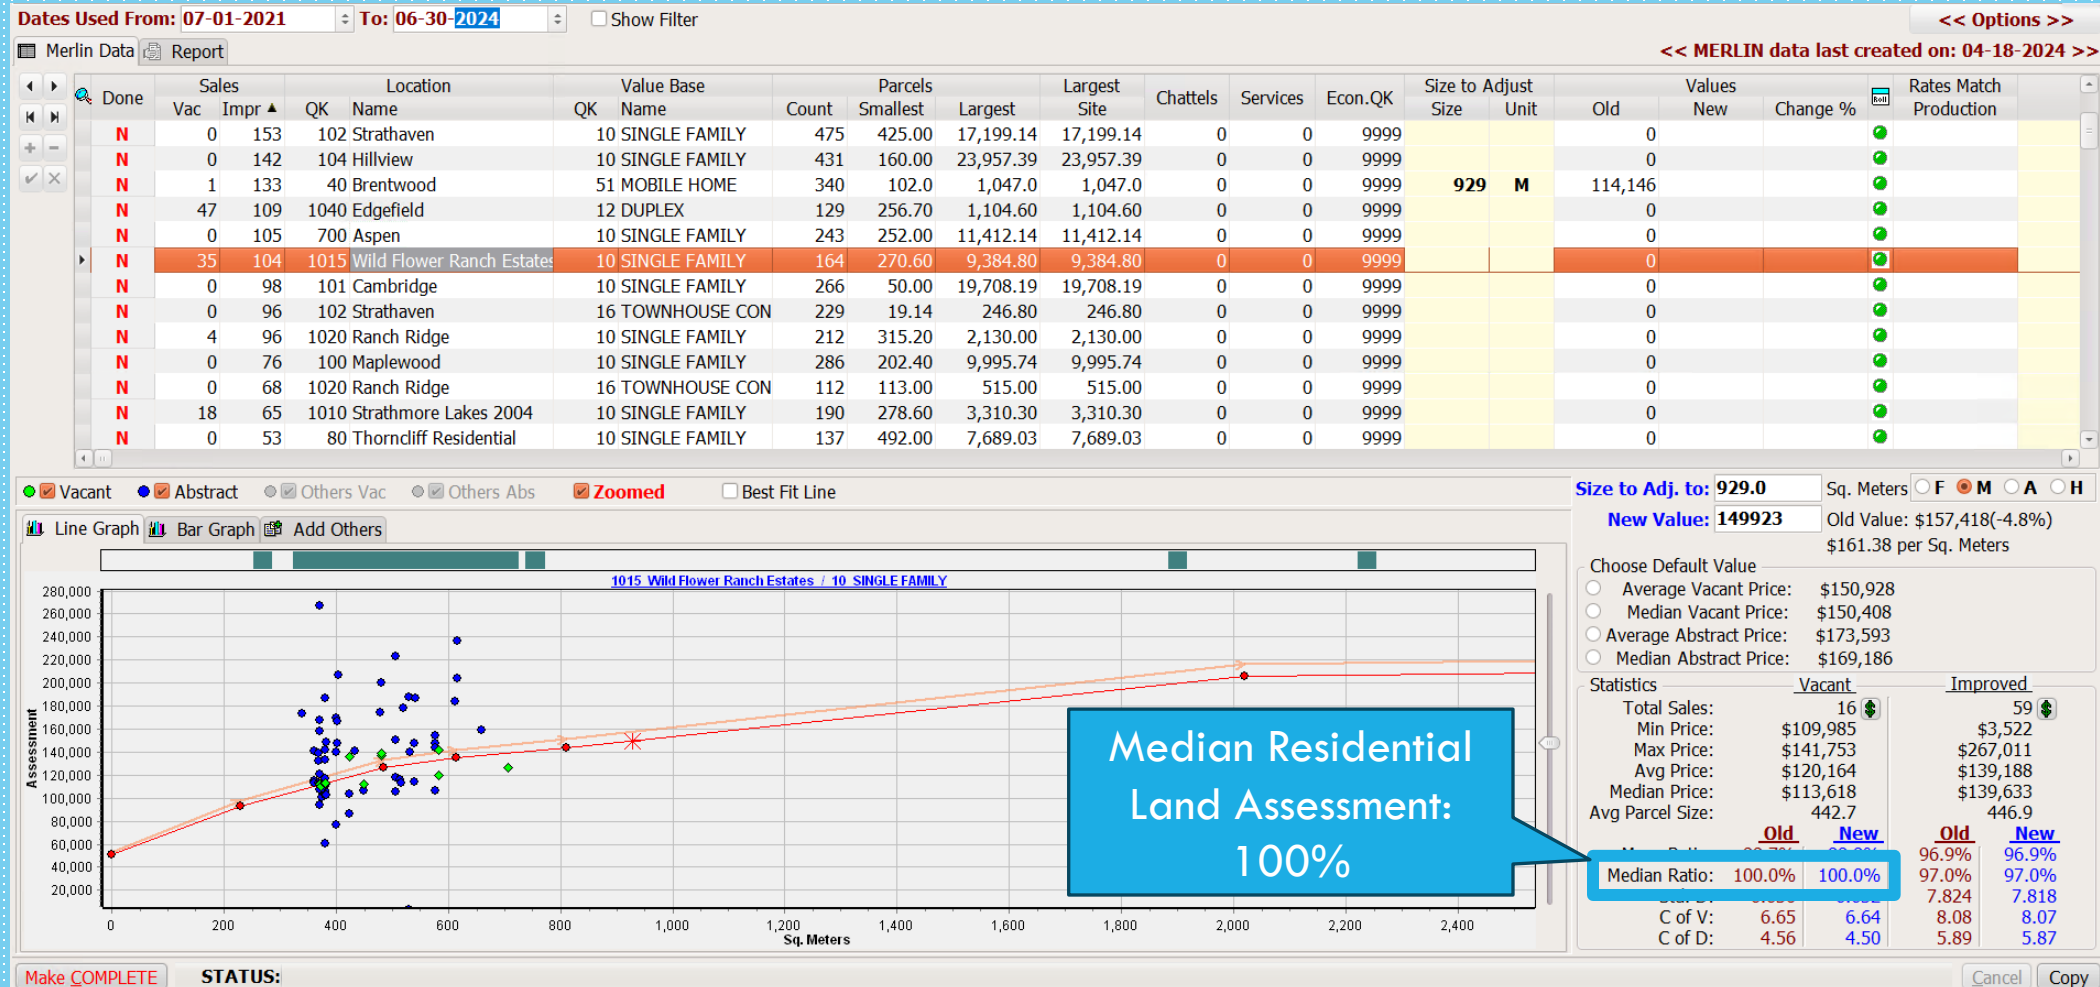 Dates Used From: 07-01-2021 To: 06-30-2024 Show Filter << Options >>
Merlin Data Report << MERLIN data last created on: 04-18-2024 >>
Done Sales Location Value Base Parcels Largest Chattels Services Econ.QK Size to Adjust Values Roll Rates Match
Vac Impr QK Name QK Name Count Smallest Largest Site Size Unit Old New Change % Production
N 0 153 102 Strathaven 10 SINGLE FAMILY 475 425.00 17,199.14 17,199.14 0 0 9999 0
N 0 142 104 Hillview 10 SINGLE FAMILY 431 160.00 23,957.39 23,957.39 0 0 9999 0
N 1 133 40 Brentwood 51 MOBILE HOME 340 102.0 1,047.0 1,047.0 0 0 9999 929 M 114,146
N 47 109 1040 Edgefield 12 DUPLEX 129 256.70 1,104.60 1,104.60 0 0 9999 0
N 0 105 700 Aspen 10 SINGLE FAMILY 243 252.00 11,412.14 11,412.14 0 0 9999 0
N 35 104 1015 Wild Flower Ranch Estates 10 SINGLE FAMILY 164 270.60 9,384.80 9,384.80 0 0 9999 0
N 0 98 101 Cambridge 10 SINGLE FAMILY 266 50.00 19,708.19 19,708.19 0 0 9999 0
N 0 96 102 Strathaven 16 TOWNHOUSE CON 229 19.14 246.80 246.80 0 0 9999 0
N 4 96 1020 Ranch Ridge 10 SINGLE FAMILY 212 315.20 2,130.00 2,130.00 0 0 9999 0
N 0 76 100 Maplewood 10 SINGLE FAMILY 286 202.40 9,995.74 9,995.74 0 0 9999 0
N 0 68 1020 Ranch Ridge 16 TOWNHOUSE CON 112 113.00 515.00 515.00 0 0 9999 0
N 18 65 1010 Strathmore Lakes 2004 10 SINGLE FAMILY 190 278.60 3,310.30 3,310.30 0 0 9999 0
N 0 53 80 Thorncliff Residential 10 SINGLE FAMILY 137 492.00 7,689.03 7,689.03 0 0 9999 0
Vacant Abstract Others Vac Others Abs Zoomed Best Fit Line
Line Graph Bar Graph Add Others
1015 Wild Flower Ranch Estates / 10 SINGLE FAMILY
280,000
260,000
240,000
220,000
200,000
180,000
160,000
140,000
120,000
100,000
80,000
60,000
40,000
20,000
Assessment
0 200 400 600 800 1,000 1,200 1,400 1,600 1,800 2,000 2,200 2,400
Sq. Meters
Median Residential
Land Assessment:
100%
Size to Adj. to: 929.0 Sq. Meters F M A H
New Value: 149923 Old Value: $157,418(-4.8%)
$161.38 per Sq. Meters
Choose Default Value
Average Vacant Price: $150,928
Median Vacant Price: $150,408
Average Abstract Price: $173,593
Median Abstract Price: $169,186
Statistics Vacant Improved
Total Sales: 16 59
Min Price: $109,985 $3,522
Max Price: $141,753 $267,011
Avg Price: $120,164 $139,188
Median Price: $113,618 $139,633
Avg Parcel Size: 442.7 446.9
Old New Old New
96.9% 96.9%
Median Ratio: 100.0% 100.0% 97.0% 97.0%
7.824 7.818
C of V: 6.65 6.64 8.08 8.07
C of D: 4.56 4.50 5.89 5.87
Make COMPLETE STATUS: Cancel Copy